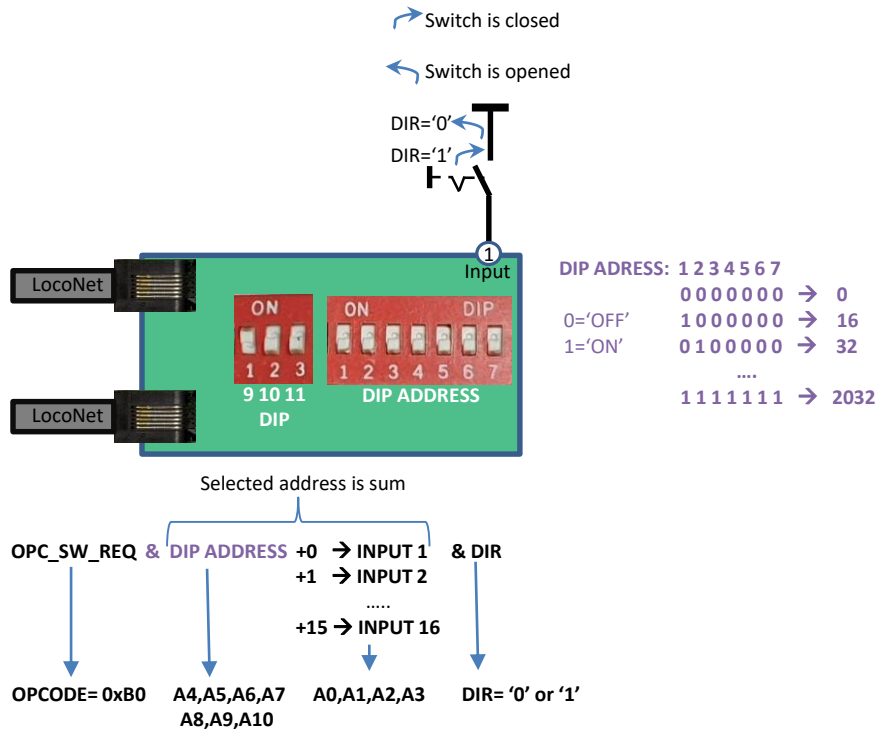 Switch is closed
Switch is opened
DIR=‘0’
DIR=‘1’
1
Input
LocoNet
LocoNet
ON
1 2 3
9 10 11
DIP
ON DIP
1 2 3 4 5 6 7
DIP ADDRESS
DIP ADRESS: 1 2 3 4 5 6 7
0 0 0 0 0 0 0 → 0
0=‘OFF’ 1 0 0 0 0 0 0 → 16
1=‘ON’ 0 1 0 0 0 0 0 → 32
....
1 1 1 1 1 1 1 → 2032
Selected address is sum
OPC_SW_REQ & DIP ADDRESS +0 → INPUT 1 & DIR
+1 → INPUT 2
.....
+15 → INPUT 16
OPCODE= 0xB0 A4,A5,A6,A7 A0,A1,A2,A3 DIR= ‘0’ or ‘1’
A8,A9,A10